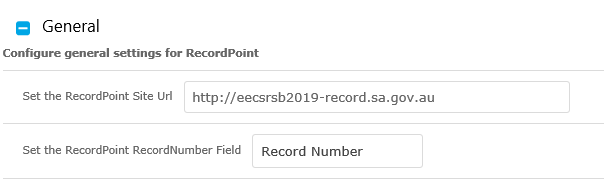 General
Configure general settings for RecordPoint
Set the RecordPoint Site Url http://eecsrsb2019-record.sa.gov.au
Set the RecordPoint RecordNumber Field Record Number